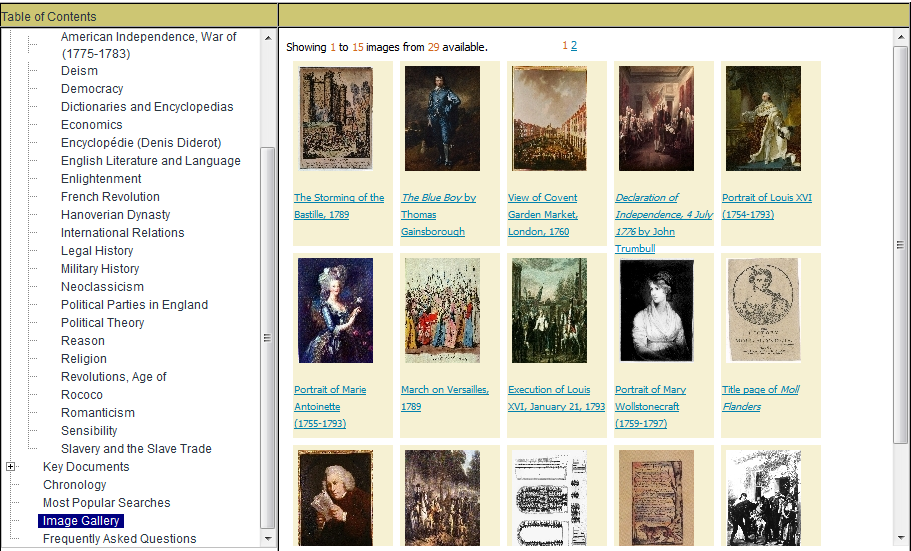 Table of Contents
American Independence, War of
(1775-1783)
Deism
Democracy
Dictionaries and Encyclopedias
Economics
Encyclopédie (Denis Diderot)
English Literature and Language
Enlightenment
French Revolution
Hanoverian Dynasty
International Relations
Legal History
Military History
Neoclassicism
Political Parties in England
Political Theory
Reason
Religion
Revolutions, Age of
Rococo
Romanticism
Sensibility
Slavery and the Slave Trade
Key Documents
Chronology
Most Popular Searches
Image Gallery
Frequently Asked Questions
Showing 1 to 15 images from 29 available.
1 2
The Storming of the
Bastille, 1789
The Blue Boy by
Thomas
Gainsborough
View of Covent
Garden Market,
London, 1760
Declaration of
Independence, 4 July
1776 by John
Trumbull
Portrait of Louis XVI
(1754-1793)
Portrait of Marie
Antoinette
(1755-1793)
March on Versailles,
1789
Execution of Louis
XVI, January 21, 1793
Portrait of Mary
Wollstonecraft
(1759-1797)
Title page of Moll
Flanders